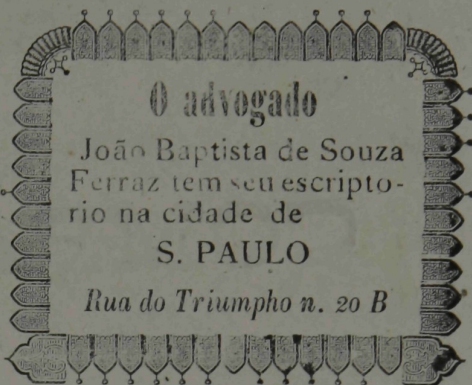 O advogado
João Baptista de Souza
Ferraz tem seu escripto-
rio na cidade de
S. PAULO
Rua do Triumpho n. 20 B